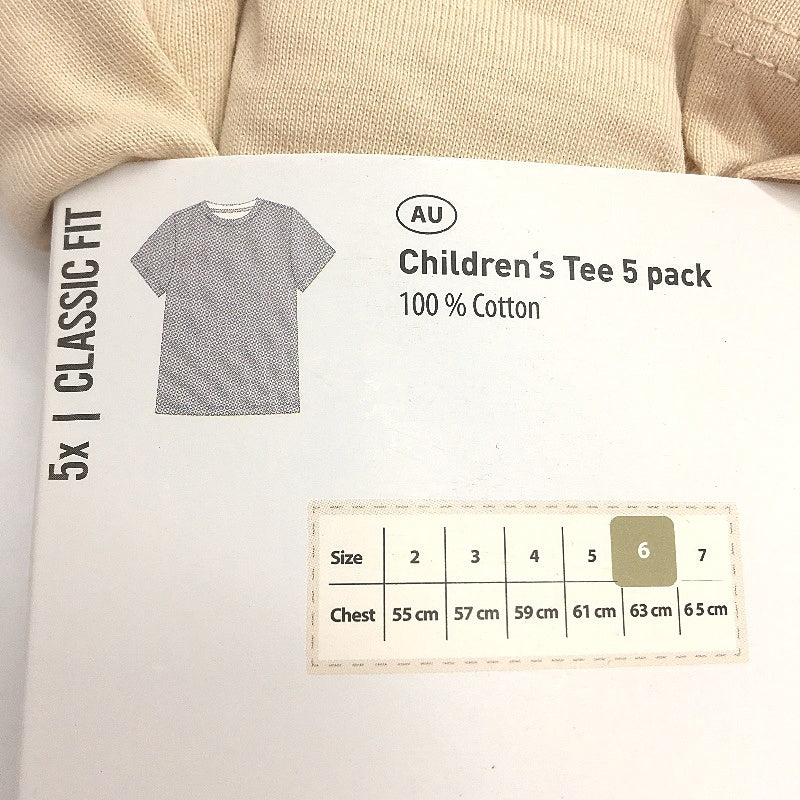 5x | CLASSIC FIT
AU
Children‘s Tee 5 pack
100 % Cotton
Size 2 3 4 5 6 7
Chest 55 cm 57 cm 59 cm 61 cm 63 cm 65 cm